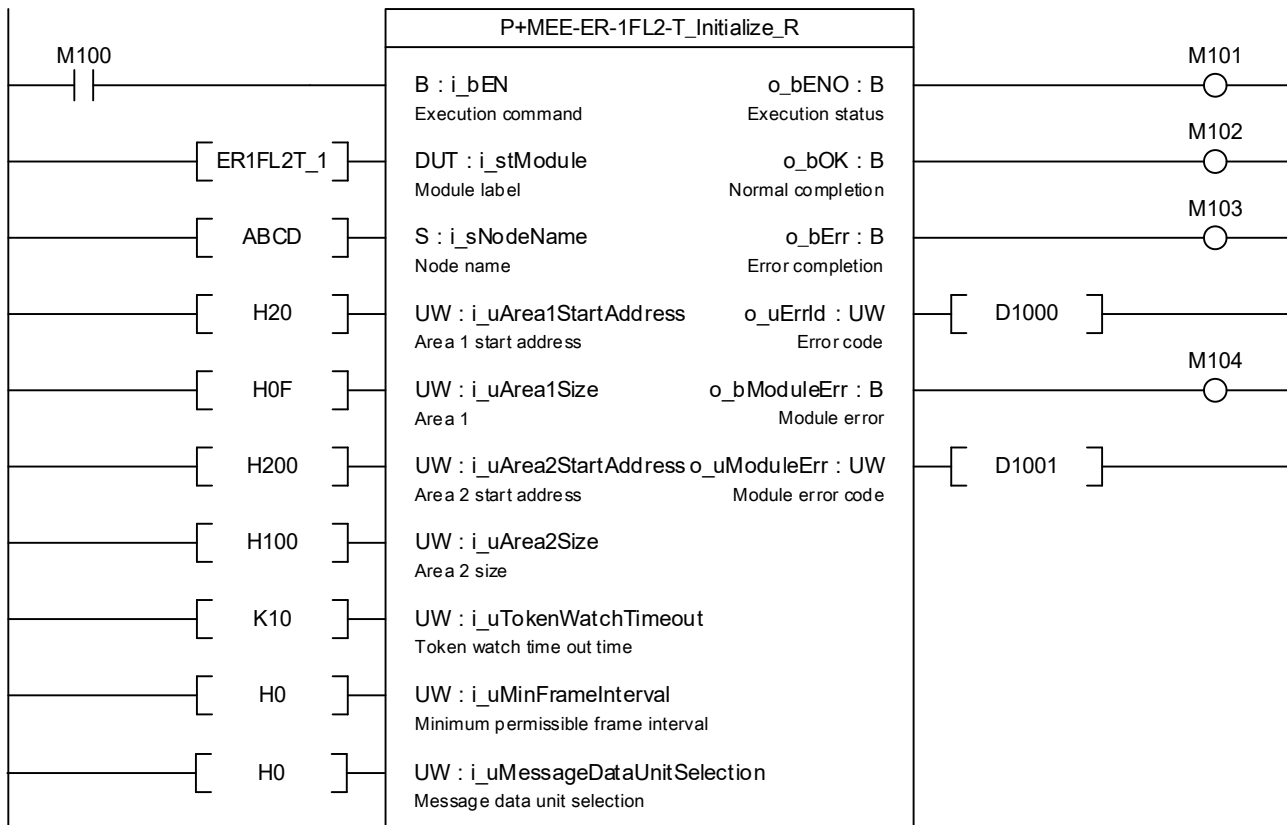 P+MEE-ER-1FL2-T_Initialize_R
M100
M101
B : i_bEN
o_bENO : B
Execution command
Execution status
M102
ER1FL2T_1
DUT : i_stModule
o_bOK : B
Module label
Normal completion
M103
ABCD
S : i_sNodeName
o_bErr : B
Node name
Error completion
H20
UW : i_uArea1StartAddress
o_uErrId : UW
D1000
Area 1 start address
Error code
M104
H0F
UW : i_uArea1Size
o_bModuleErr : B
Area 1
Module error
H200
UW : i_uArea2StartAddress
o_uModuleErr : UW
D1001
Area 2 start address
Module error code
H100
UW : i_uArea2Size
Area 2 size
K10
UW : i_uTokenWatchTimeout
Token watch time out time
H0
UW : i_uMinFrameInterval
Minimum permissible frame interval
H0
UW : i_uMessageDataUnitSelection
Message data unit selection